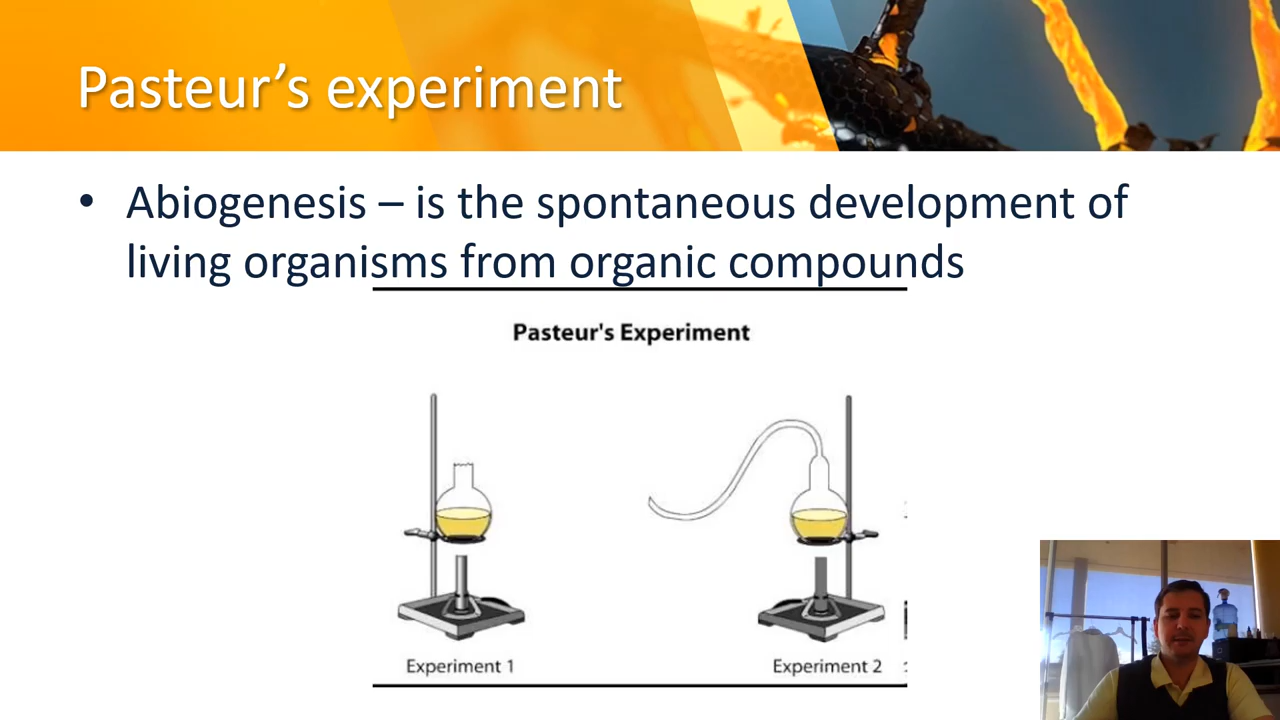 Pasteur’s experiment
• Abiogenesis – is the spontaneous development of
living organisms from organic compounds
Pasteur's Experiment
Experiment 1
Experiment 2